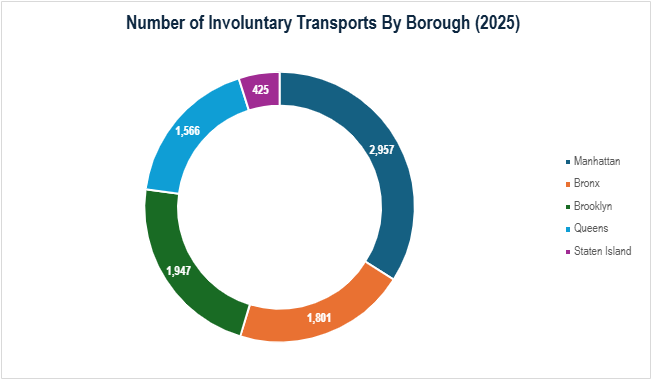 Number of Involuntary Transports By Borough (2025)
425
2,957
1,566
1,947
1,801
Manhattan
Bronx
Brooklyn
Queens
Staten Island